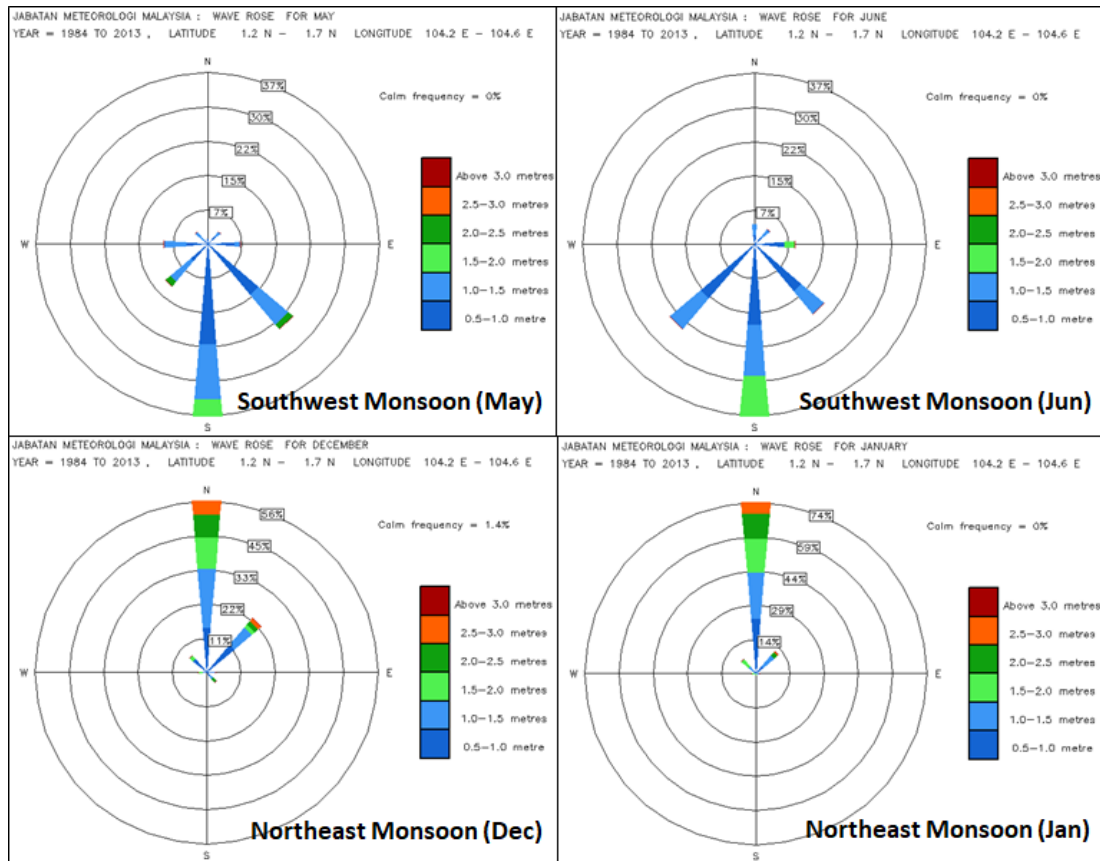 JABATAN METEOROLOGI MALAYSIA : WAVE ROSE FOR MAY
YEAR = 1984 TO 2013 , LATITUDE 1.2 N – 1.7 N LONGITUDE 104.2 E – 104.6 E
N
37%
Calm frequency = 0%
30%
22%
15%
7%
W
E
S
Above 3.0 metres
2.5–3.0 metres
2.0–2.5 metres
1.5–2.0 metres
1.0–1.5 metres
0.5–1.0 metre
Southwest Monsoon (May)
JABATAN METEOROLOGI MALAYSIA : WAVE ROSE FOR JUNE
YEAR = 1984 TO 2013 , LATITUDE 1.2 N – 1.7 N LONGITUDE 104.2 E – 104.6 E
N
37%
Calm frequency = 0%
30%
22%
15%
7%
W
E
S
Above 3.0 metres
2.5–3.0 metres
2.0–2.5 metres
1.5–2.0 metres
1.0–1.5 metres
0.5–1.0 metre
Southwest Monsoon (Jun)
JABATAN METEOROLOGI MALAYSIA : WAVE ROSE FOR DECEMBER
YEAR = 1984 TO 2013 , LATITUDE 1.2 N – 1.7 N LONGITUDE 104.2 E – 104.6 E
N
56%
Calm frequency = 1.4%
45%
33%
22%
11%
W
E
S
Above 3.0 metres
2.5–3.0 metres
2.0–2.5 metres
1.5–2.0 metres
1.0–1.5 metres
0.5–1.0 metre
Northeast Monsoon (Dec)
JABATAN METEOROLOGI MALAYSIA : WAVE ROSE FOR JANUARY
YEAR = 1984 TO 2013 , LATITUDE 1.2 N – 1.7 N LONGITUDE 104.2 E – 104.6 E
N
74%
Calm frequency = 0%
59%
44%
29%
14%
W
E
S
Above 3.0 metres
2.5–3.0 metres
2.0–2.5 metres
1.5–2.0 metres
1.0–1.5 metres
0.5–1.0 metre
Northeast Monsoon (Jan)